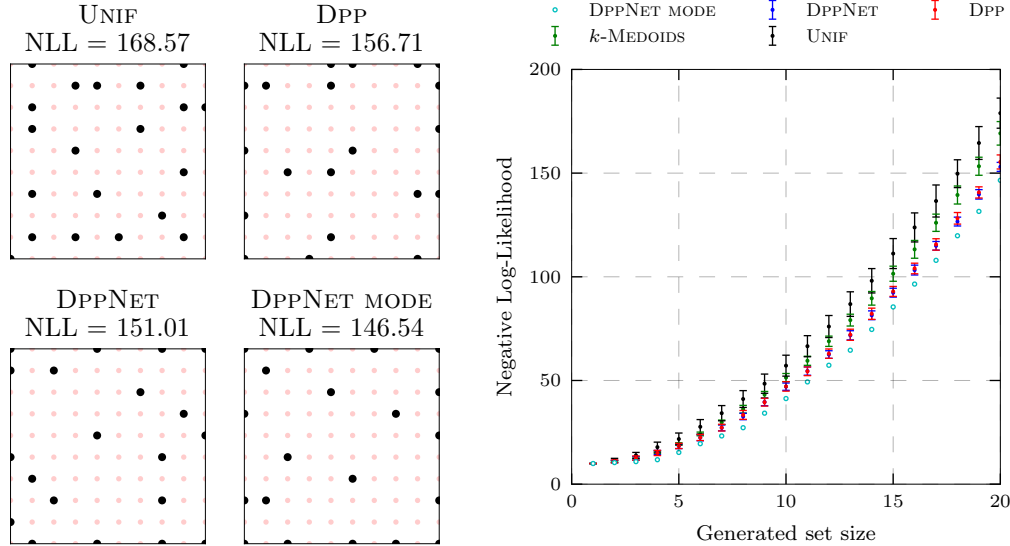 UNIF
NLL = 168.57
DPP
NLL = 156.71
DPPNET
NLL = 151.01
DPPNET MODE
NLL = 146.54
DPPNET MODE
DPPNET
DPP
k-MEDOIDS
UNIF
Negative Log-Likelihood
200
150
100
50
0
0
5
10
15
20
Generated set size